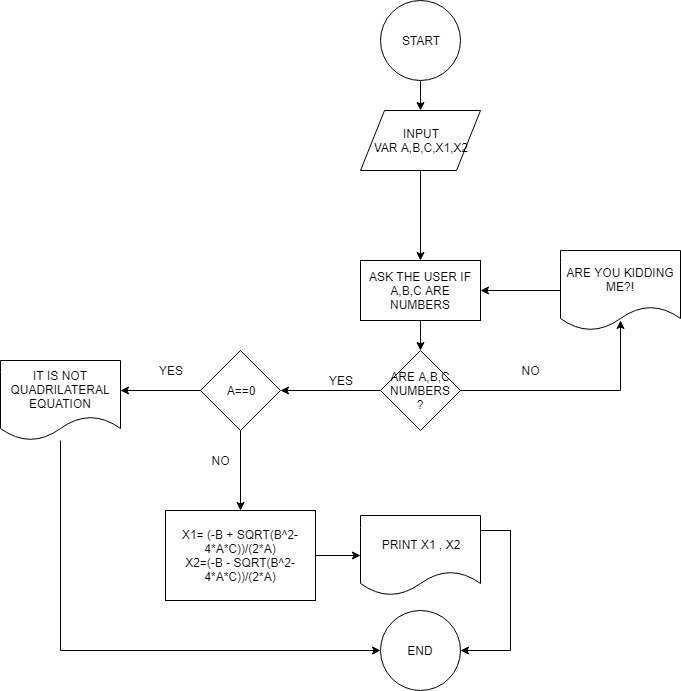 START
INPUT
VAR A,B,C,X1,X2
ASK THE USER IF
A,B,C ARE
NUMBERS
ARE YOU KIDDING
ME?!
ARE A,B,C
NUMBERS
?
NO
YES
A==0
YES
IT IS NOT
QUADRILATERAL
EQUATION
NO
X1= (-B + SQRT(B^2-
4*A*C))/(2*A)
X2=(-B - SQRT(B^2-
4*A*C))/(2*A)
PRINT X1 , X2
END